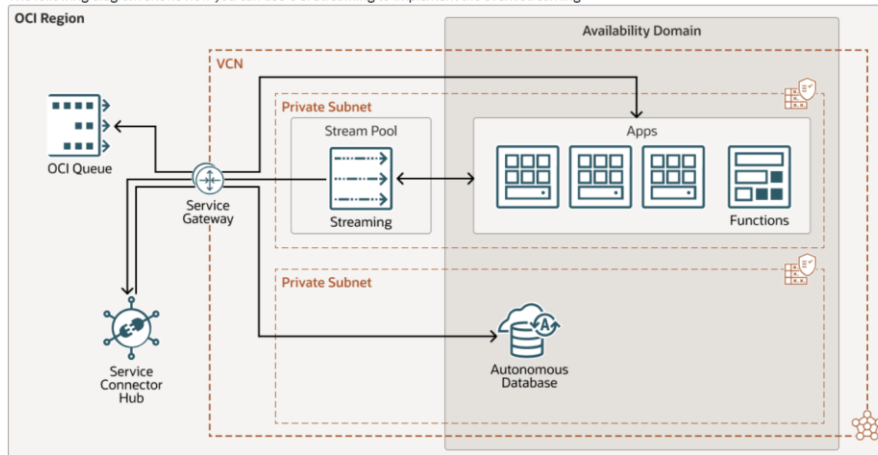 OCI Region
Availability Domain
VCN
Private Subnet
Stream Pool
Apps
OCI Queue
Service
Gateway
Streaming
Functions
Private Subnet
Service
Connector
Hub
A
Autonomous
Database